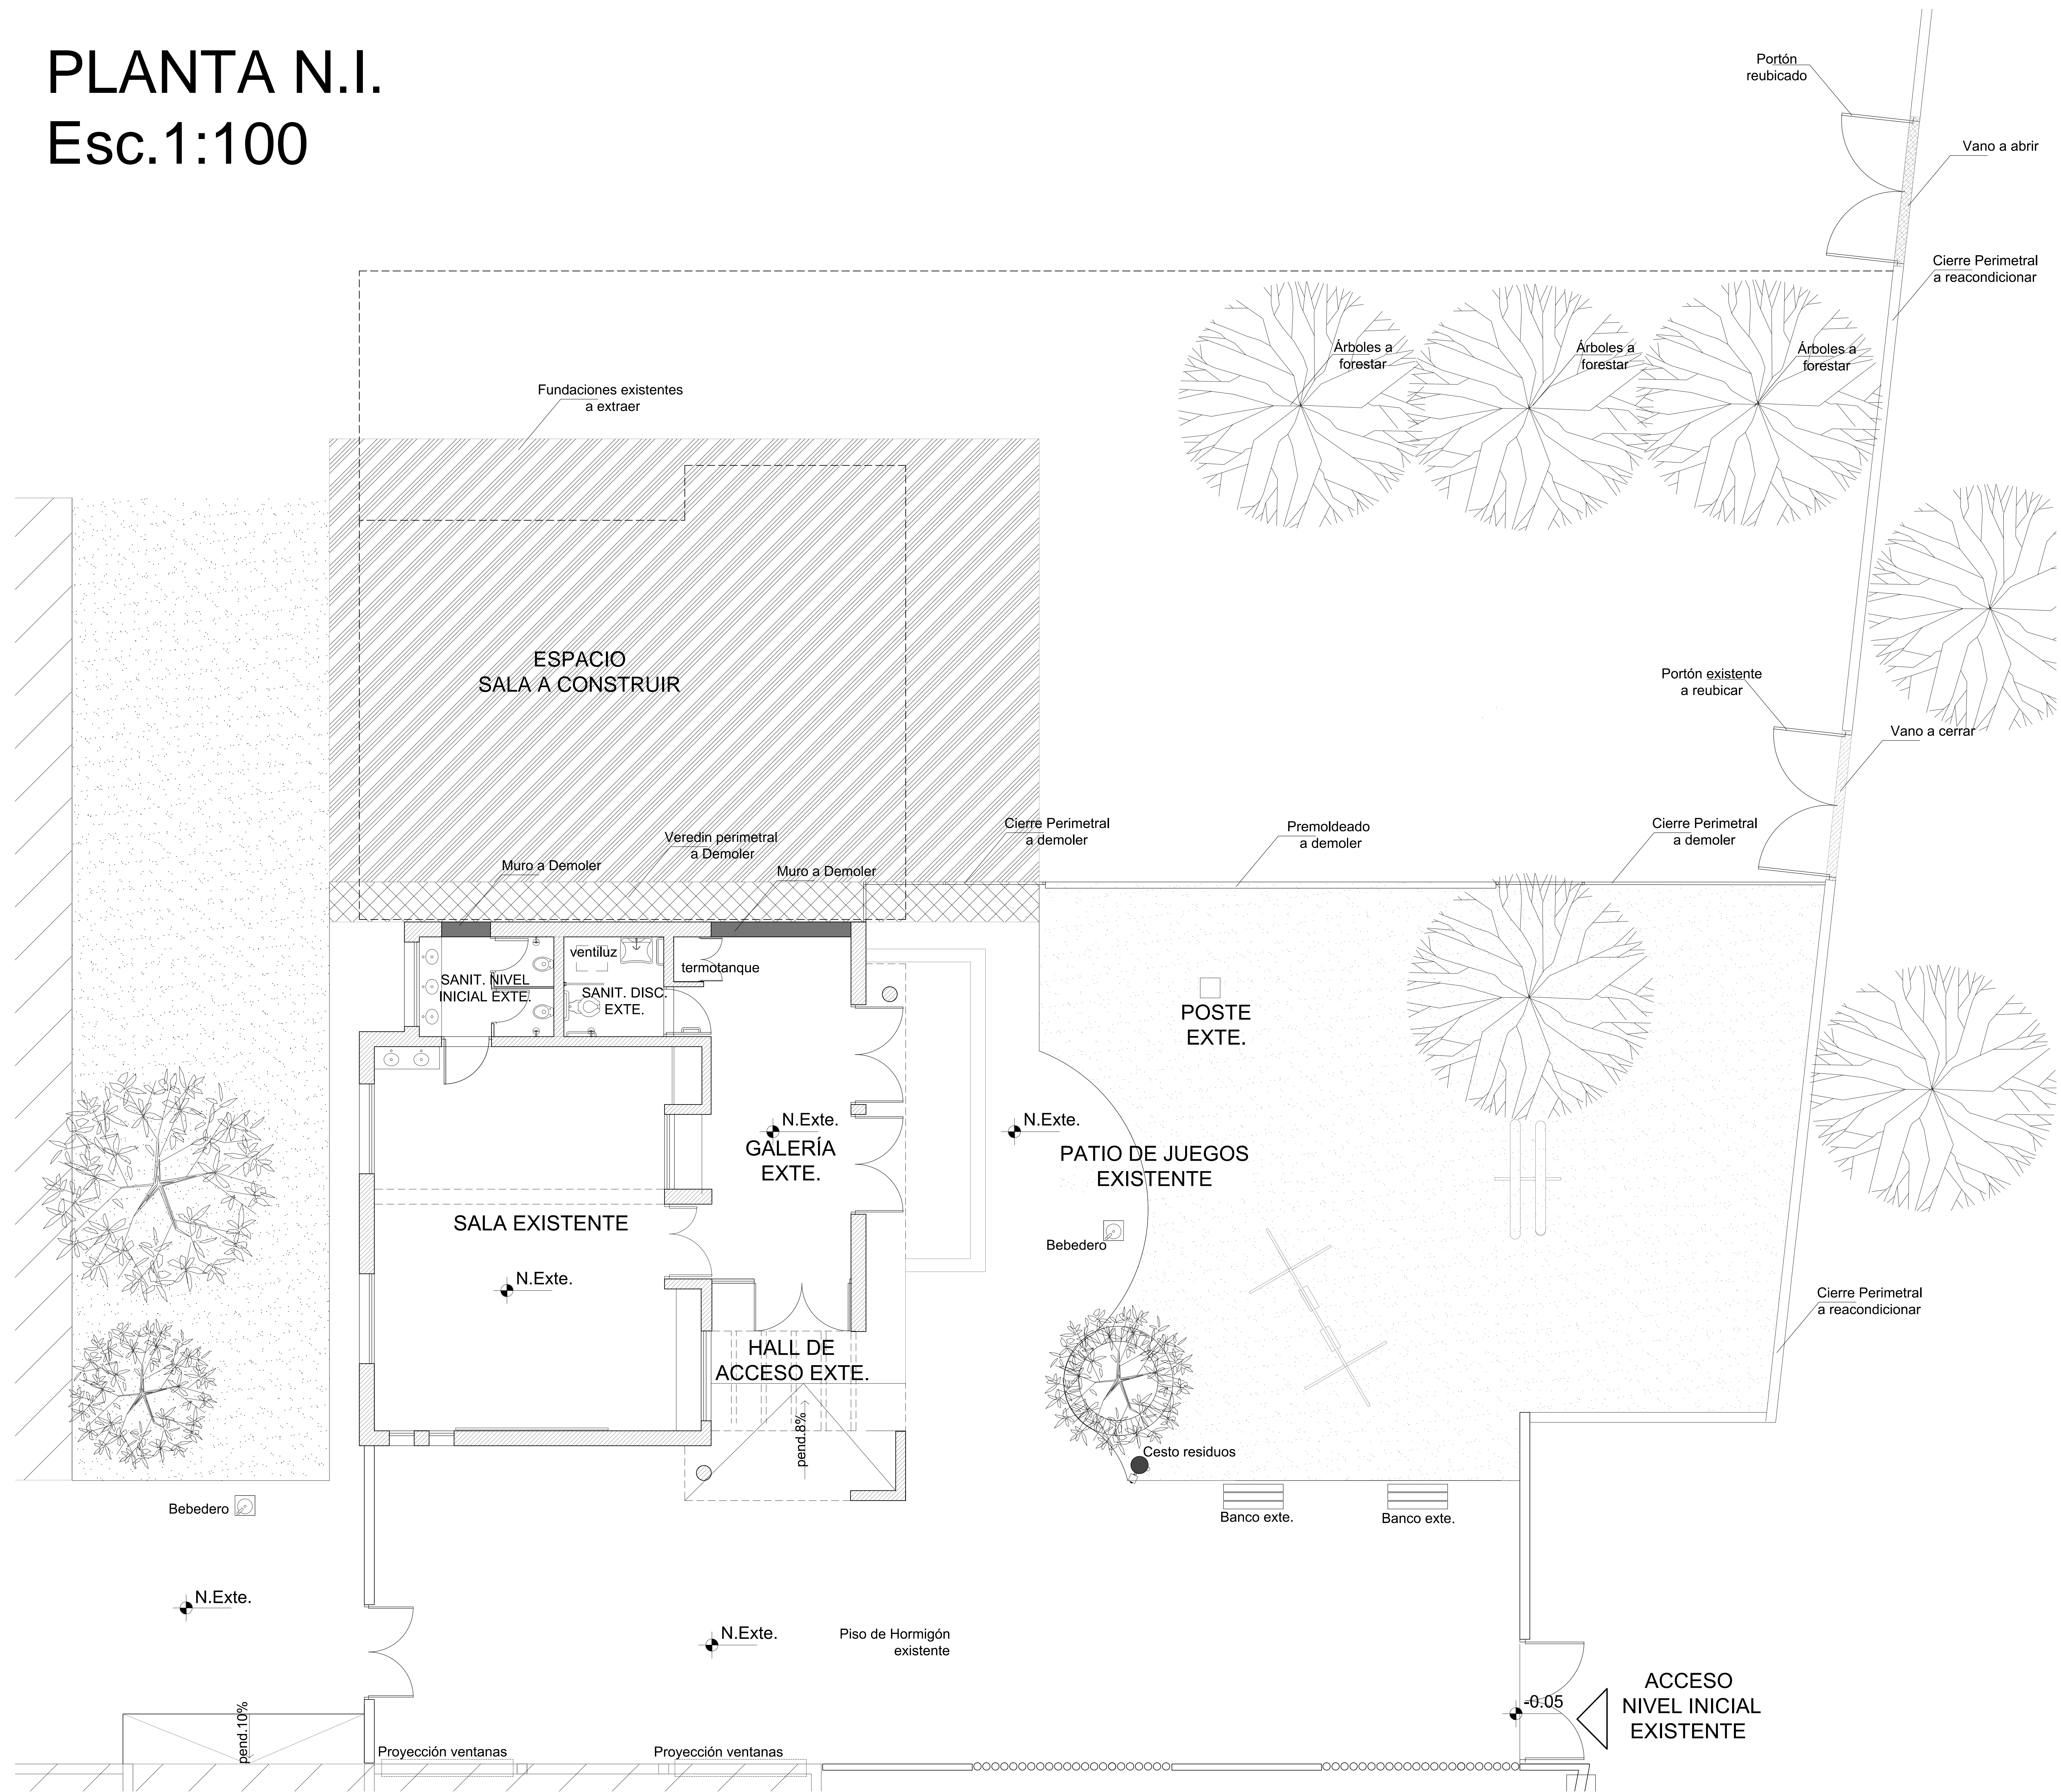 PLANTA N.I.
Esc.1:100
Portón
reubicado
Vano a abrir
Cierre Perimetral
a reacondicionar
Árboles a
forestar
Árboles a
forestar
Árboles a
forestar
Fundaciones existentes
a extraer
ESPACIO
SALA A CONSTRUIR
Portón existente
a reubicar
Vano a cerrar
Cierre Perimetral
a demoler
Premoldeado
a demoler
Cierre Perimetral
a demoler
Veredin perimetral
a Demoler
Muro a Demoler
Muro a Demoler
ventiluz
termotanque
SANIT. NIVEL
INICIAL EXTE.
SANIT. DISC.
EXTE.
POSTE
EXTE.
N.Exte.
GALERÍA
EXTE.
N.Exte.
PATIO DE JUEGOS
EXISTENTE
SALA EXISTENTE
Bebedero
N.Exte.
Cierre Perimetral
a reacondicionar
HALL DE
ACCESO EXTE.
pend.8%
Cesto residuos
Bebedero
Banco exte.
Banco exte.
N.Exte.
N.Exte.
Piso de Hormigón
existente
ACCESO
NIVEL INICIAL
EXISTENTE
-0.05
pend.10%
Proyección ventanas
Proyección ventanas